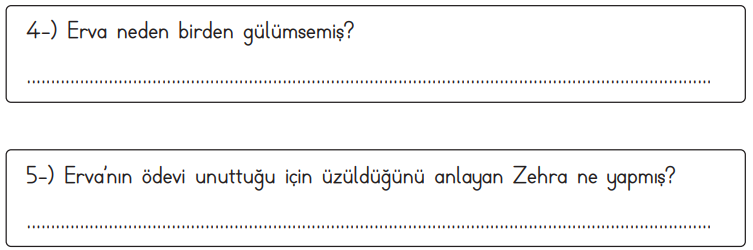 4-) Erva neden birden gülümsemiş?
............................................................................................................................................
5-) Erva'nın ödevi unuttuğu için üzüldüğünü anlayan Zehra ne yapmış?
............................................................................................................................................